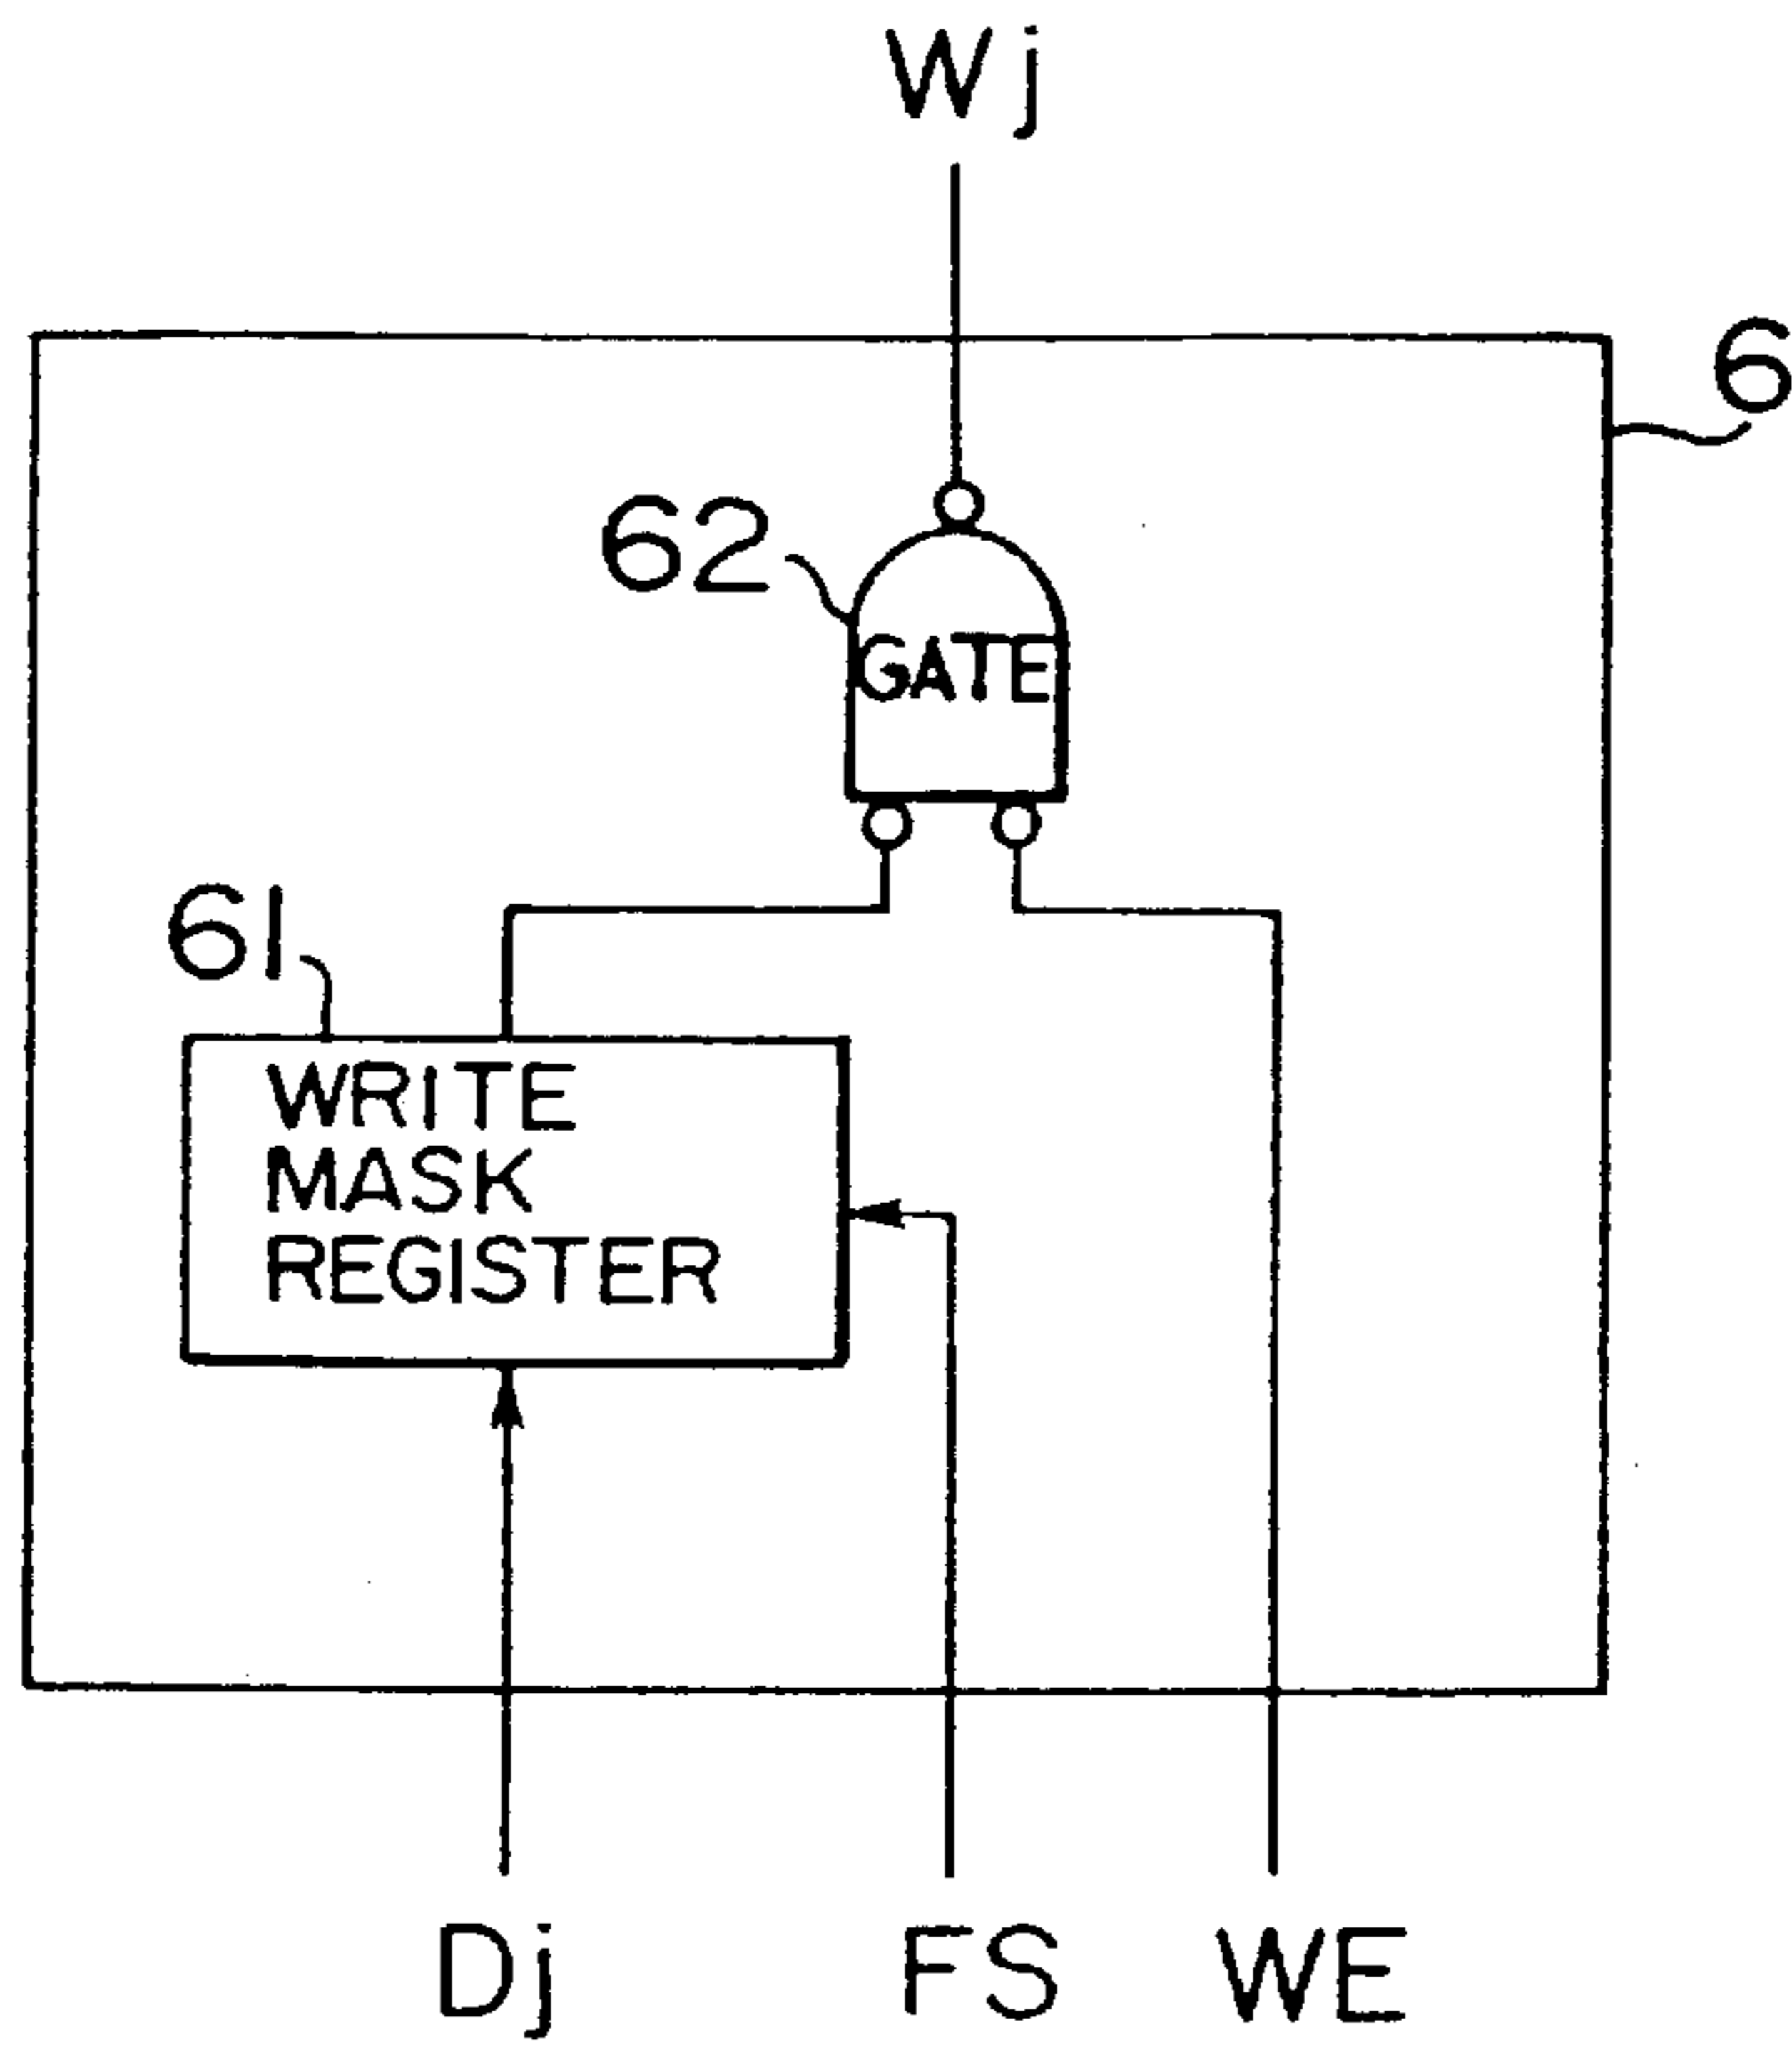 Wj
6
62
GATE
61
WRITE
MASK
REGISTER
Dj
FS
WE